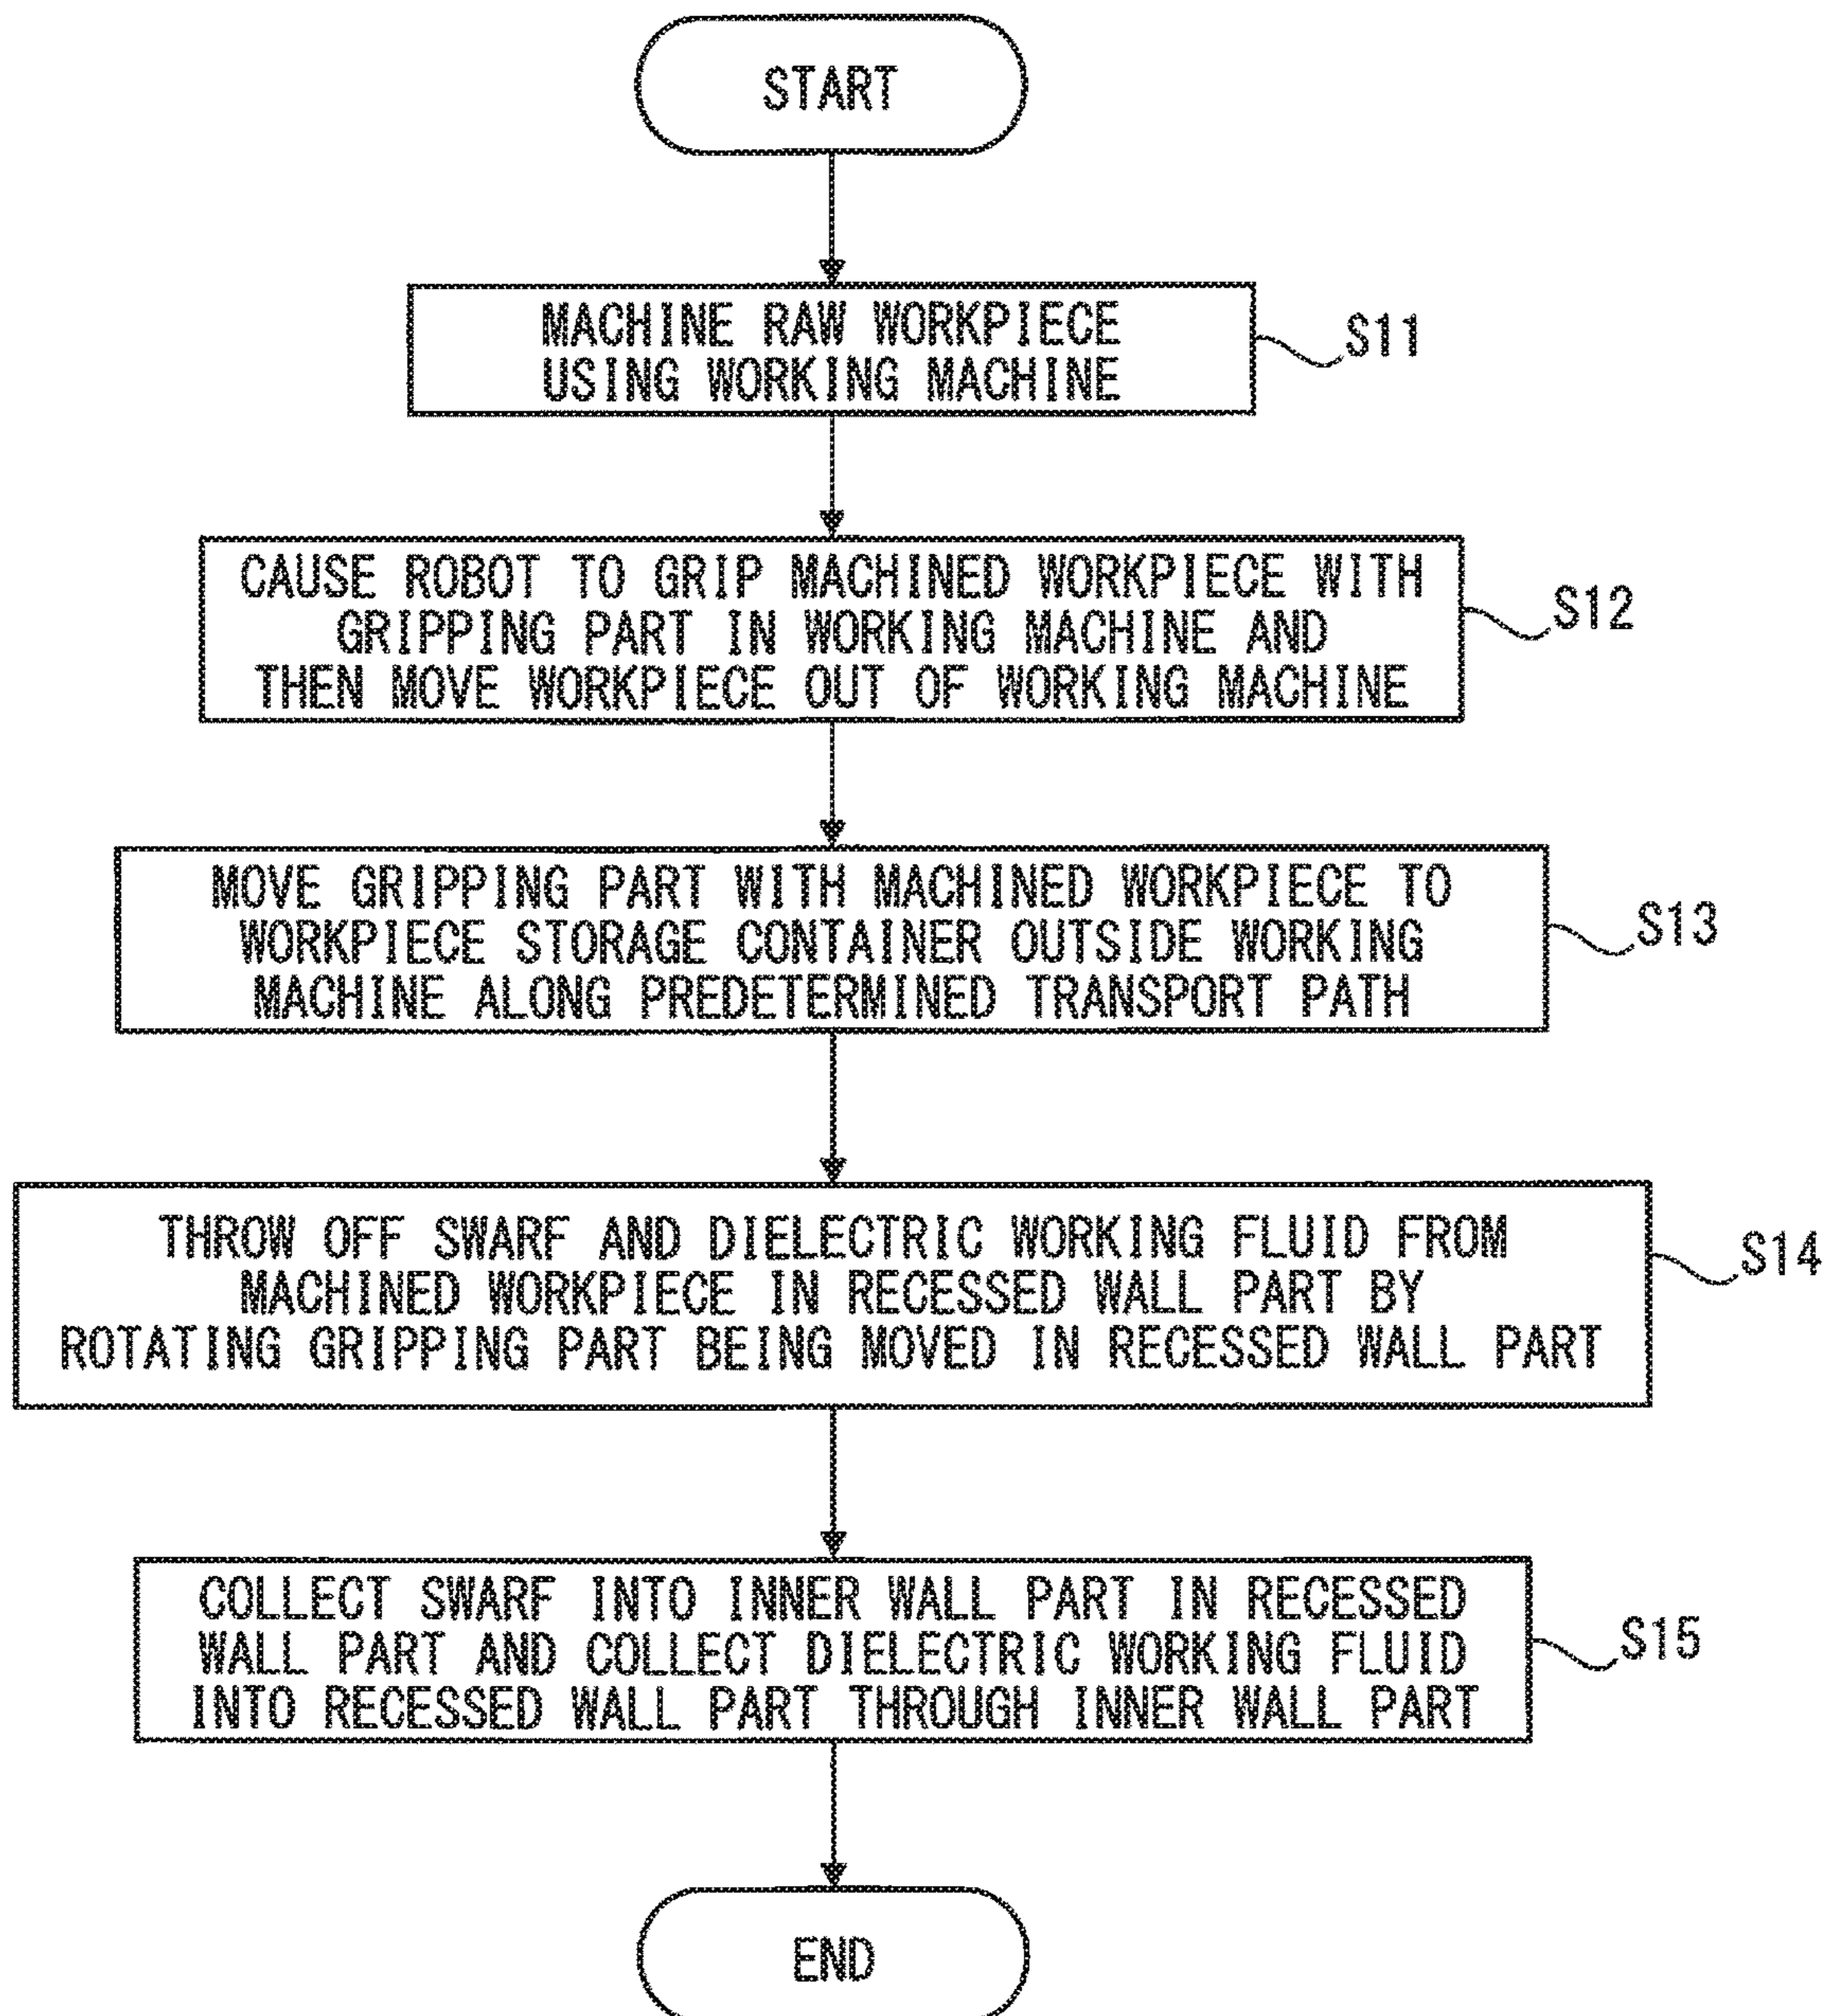 START
MACHINE RAW WORKPIECE
USING WORKING MACHINE
S11
CAUSE ROBOT TO GRIP MACHINED WORKPIECE WITH
GRIPPING PART IN WORKING MACHINE AND
THEN MOVE WORKPIECE OUT OF WORKING MACHINE
S12
MOVE GRIPPING PART WITH MACHINED WORKPIECE TO
WORKPIECE STORAGE CONTAINER OUTSIDE WORKING
MACHINE ALONG PREDETERMINED TRANSPORT PATH
S13
THROW OFF SWARF AND DIELECTRIC WORKING FLUID FROM
MACHINED WORKPIECE IN RECESSED WALL PART BY
ROTATING GRIPPING PART BEING MOVED IN RECESSED WALL PART
S14
COLLECT SWARF INTO INNER WALL PART IN RECESSED
WALL PART AND COLLECT DIELECTRIC WORKING FLUID
INTO RECESSED WALL PART THROUGH INNER WALL PART
S15
END